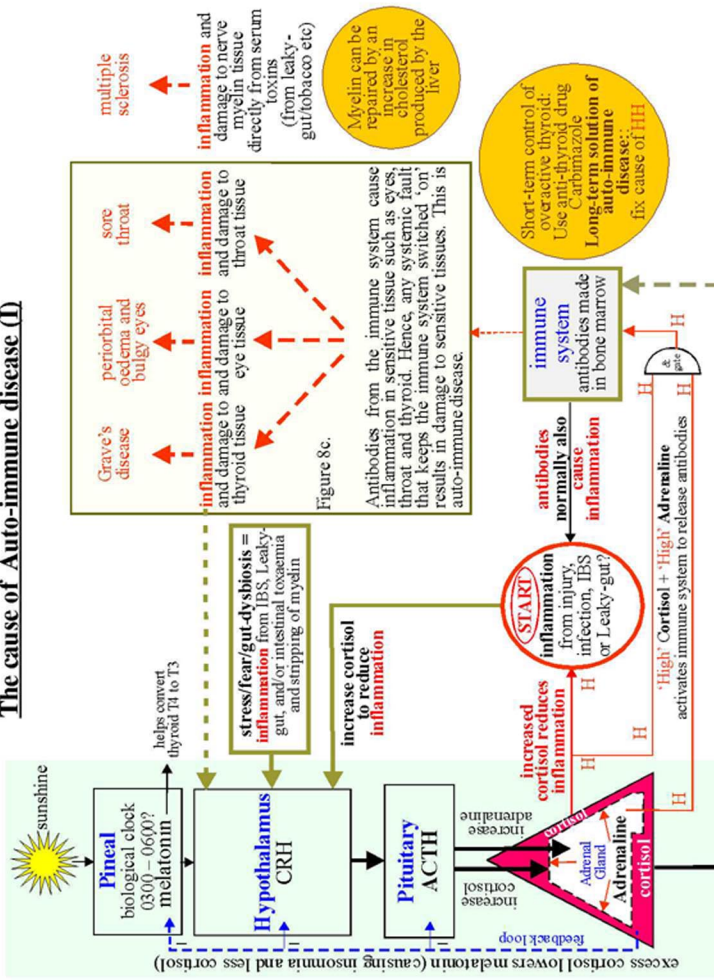 The cause of Auto-immune disease (I)
sunshine
Pineal
biological clock
0300 – 0600?
melatonin
helps convert
thyroid T4 to T3
Hypothalamus
CRH
Pituitary
ACTH
increase
cortisol
increase
adrenaline
cortisol
Adrenal
Gland
Adrenaline
cortisol
feedback loop
excess cortisol lowers melatonin (causing insomnia and less cortisol)
stress/fear/gut-dysbiosis =
inflammation from IBS, Leaky-
gut, and/or intestinal toxaemia
and stripping of myelin
increase cortisol
to reduce
inflammation
increased
cortisol reduces
inflammation
H
H
H
START
inflammation
from injury,
infection, IBS
or Leaky-gut?
antibodies
normally also
cause
inflammation
'High' Cortisol + 'High' Adrenaline
activates immune system to release antibodies
H
H
&
gate
H
immune
system
antibodies made
in bone marrow
Grave's
disease
periorbital
oedema and
bulgy eyes
sore
throat
multiple
sclerosis
inflammation
and damage to
thyroid tissue
inflammation
and damage to
eye tissue
inflammation
and damage to
throat tissue
inflammation and
damage to nerve
myelin tissue
directly from serum
toxins
(from leaky-
gut/tobacco etc)
Figure 8c.
Antibodies from the immune system cause
inflammation in sensitive tissue such as eyes,
throat and thyroid. Hence, any systemic fault
that keeps the immune system switched 'on'
results in damage to sensitive tissues. This is
auto-immune disease.
Myelin can be
repaired by an
increase in
cholesterol
produced by the
liver
Short-term control of
overactive thyroid:
Use anti-thyroid drug
Carbimazole
Long-term solution of
auto-immune
disease::
fix cause of HH